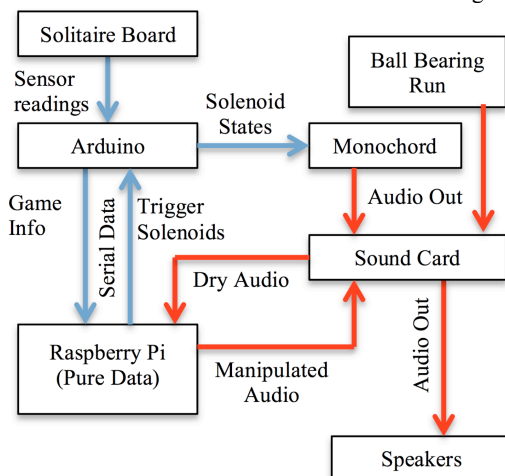 Solitaire Board
Ball Bearing
Run
Sensor
readings
Solenoid
States
Arduino
Monochord
Game
Info
Serial Data
Trigger
Solenoids
Audio Out
Sound Card
Dry Audio
Raspberry Pi
(Pure Data)
Manipulated
Audio
Audio Out
Speakers